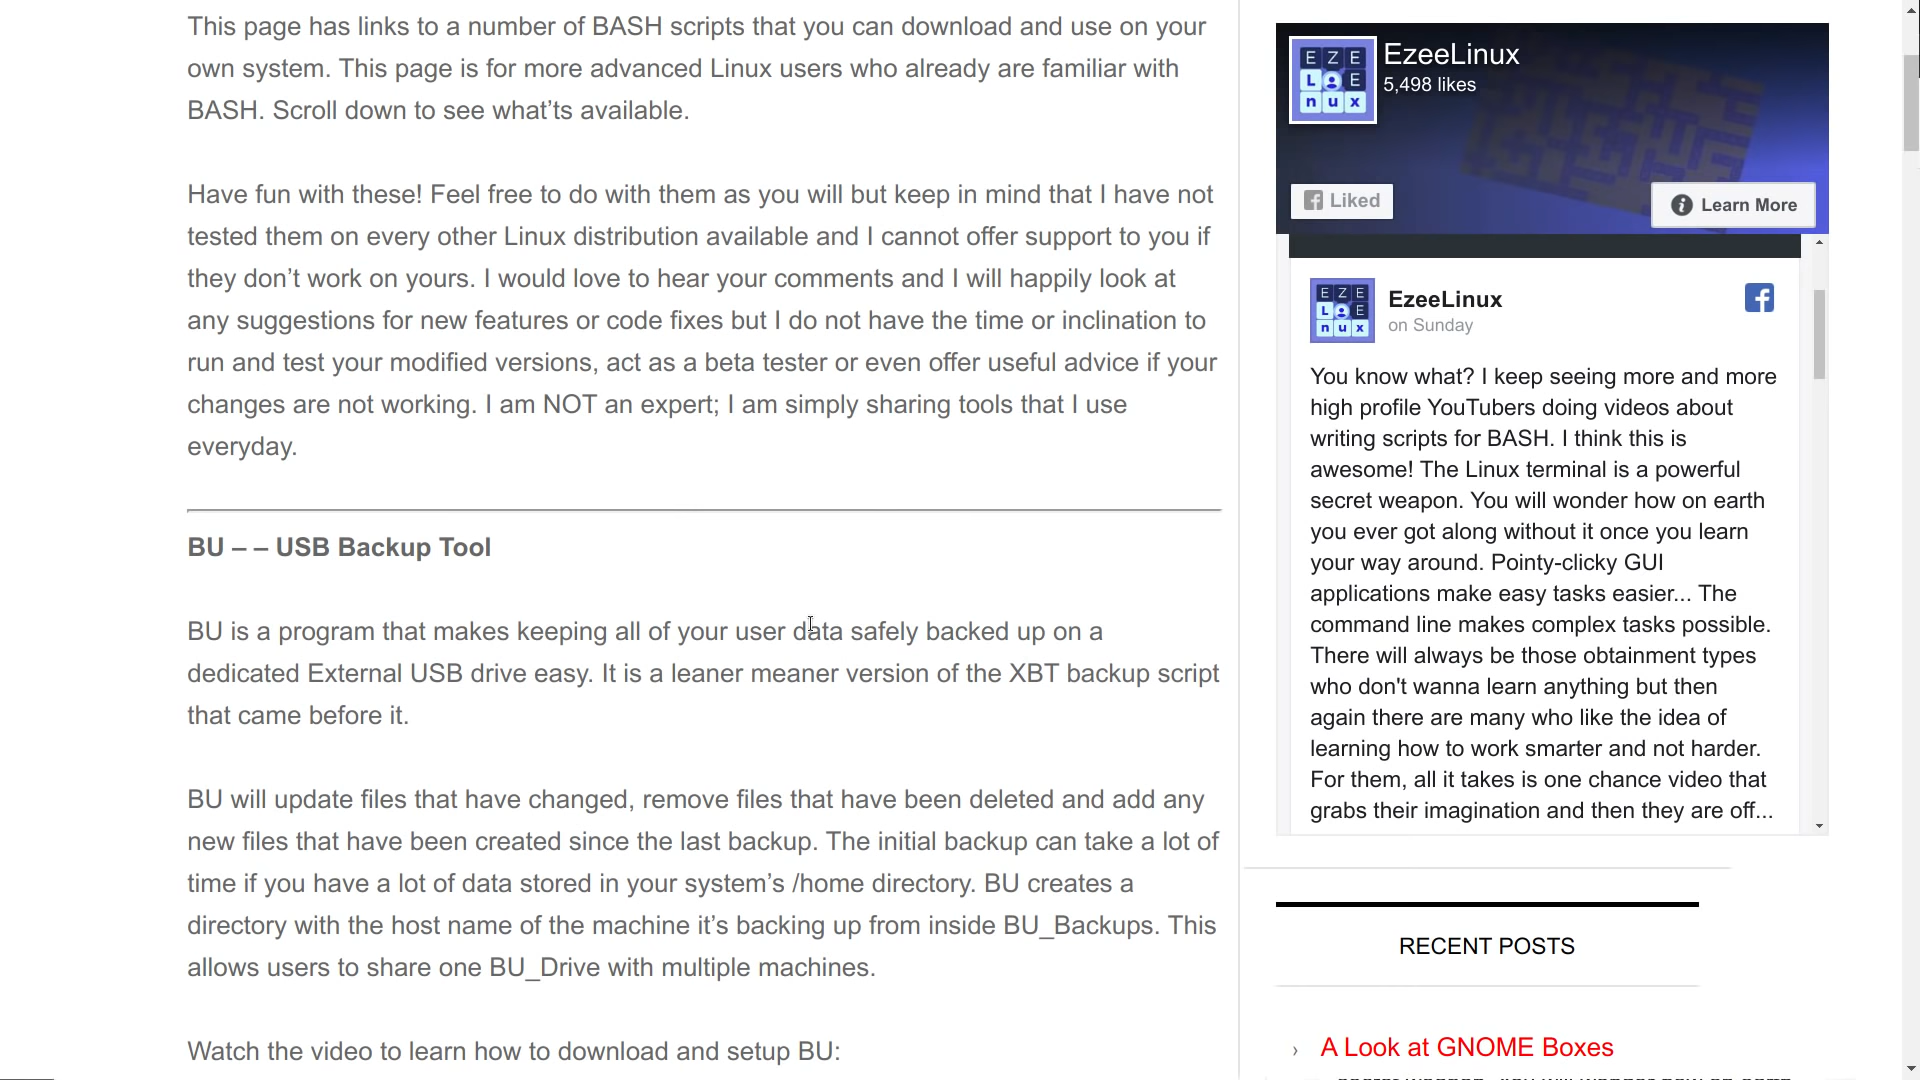 This page has links to a number of BASH scripts that you can download and use on your
own system. This page is for more advanced Linux users who already are familiar with
BASH. Scroll down to see what’ts available.
Have fun with these! Feel free to do with them as you will but keep in mind that I have not
tested them on every other Linux distribution available and I cannot offer support to you if
they don’t work on yours. I would love to hear your comments and I will happily look at
any suggestions for new features or code fixes but I do not have the time or inclination to
run and test your modified versions, act as a beta tester or even offer useful advice if your
changes are not working. I am NOT an expert; I am simply sharing tools that I use
everyday.
BU – – USB Backup Tool
BU is a program that makes keeping all of your user data safely backed up on a
dedicated External USB drive easy. It is a leaner meaner version of the XBT backup script
that came before it.
BU will update files that have changed, remove files that have been deleted and add any
new files that have been created since the last backup. The initial backup can take a lot of
time if you have a lot of data stored in your system’s /home directory. BU creates a
directory with the host name of the machine it’s backing up from inside BU_Backups. This
allows users to share one BU_Drive with multiple machines.
Watch the video to learn how to download and setup BU:
E Z E
L E
n u x
EzeeLinux
5,498 likes
Liked
Learn More
E Z E
L E
n u x
EzeeLinux
on Sunday
You know what? I keep seeing more and more
high profile YouTubers doing videos about
writing scripts for BASH. I think this is
awesome! The Linux terminal is a powerful
secret weapon. You will wonder how on earth
you ever got along without it once you learn
your way around. Pointy-clicky GUI
applications make easy tasks easier... The
command line makes complex tasks possible.
There will always be those obtainment types
who don't wanna learn anything but then
again there are many who like the idea of
learning how to work smarter and not harder.
For them, all it takes is one chance video that
grabs their imagination and then they are off...
RECENT POSTS
› A Look at GNOME Boxes